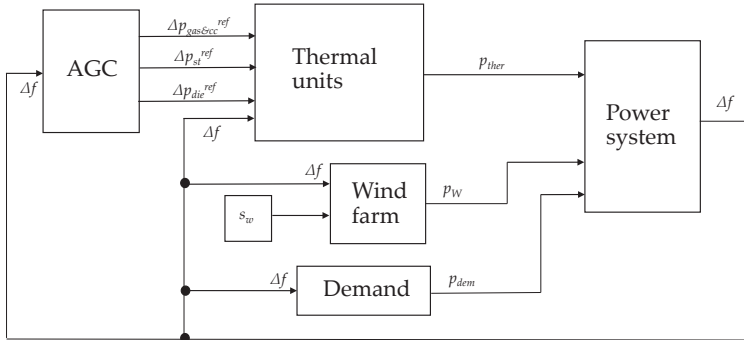 AGC
Δf
Δp_gas&cc^ref
Δp_st^ref
Δp_die^ref
Δf
Thermal
units
p_ther
Power
system
Δf
Δf
s_w
Wind
farm
p_W
Δf
Demand
p_dem